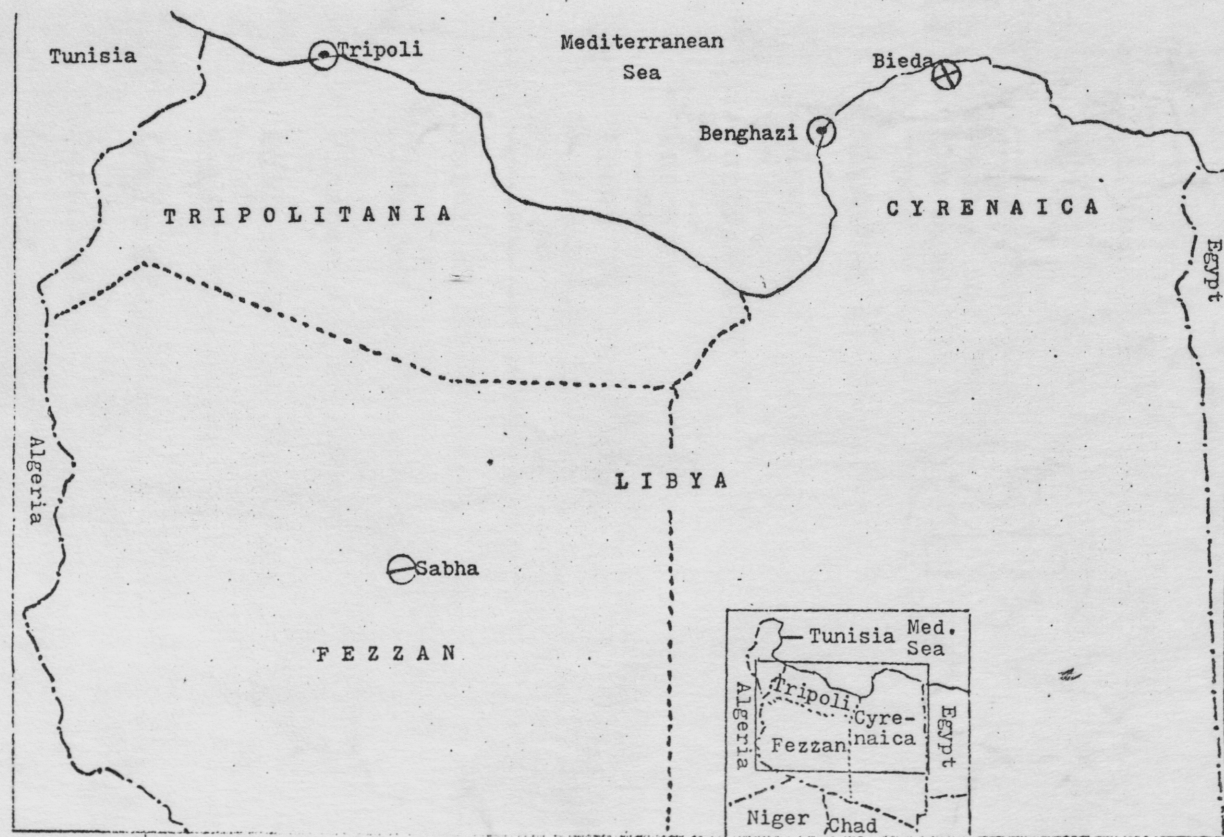 Tunisia
Tripoli
Mediterranean
Sea
Bieda
Benghazi
TRIPOLITANIA
CYRENAICA
Egypt
Algeria
LIBYA
Sabha
FEZZAN
Tunisia
Med.
Sea
Algeria
Tripoli
Cyre-
naica
Fezzan
Egypt
Niger
Chad